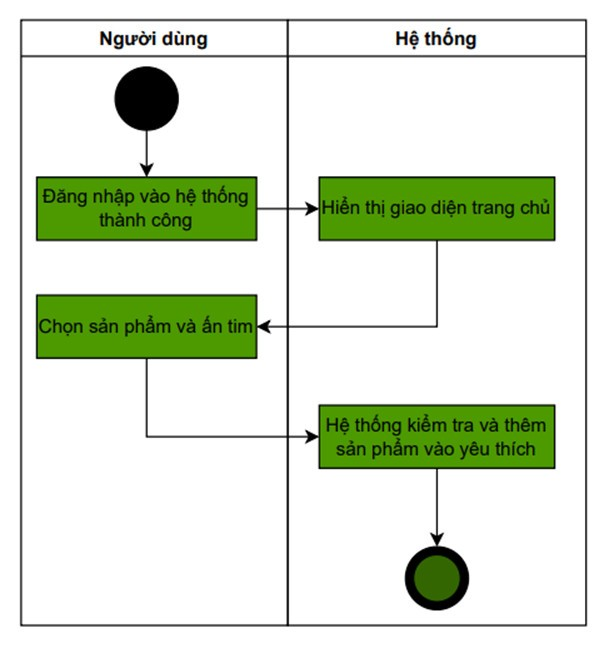 Người dùng
Hệ thống
Đăng nhập vào hệ thống
thành công
Hiển thị giao diện trang chủ
Chọn sản phẩm và ấn tim
Hệ thống kiểm tra và thêm
sản phẩm vào yêu thích